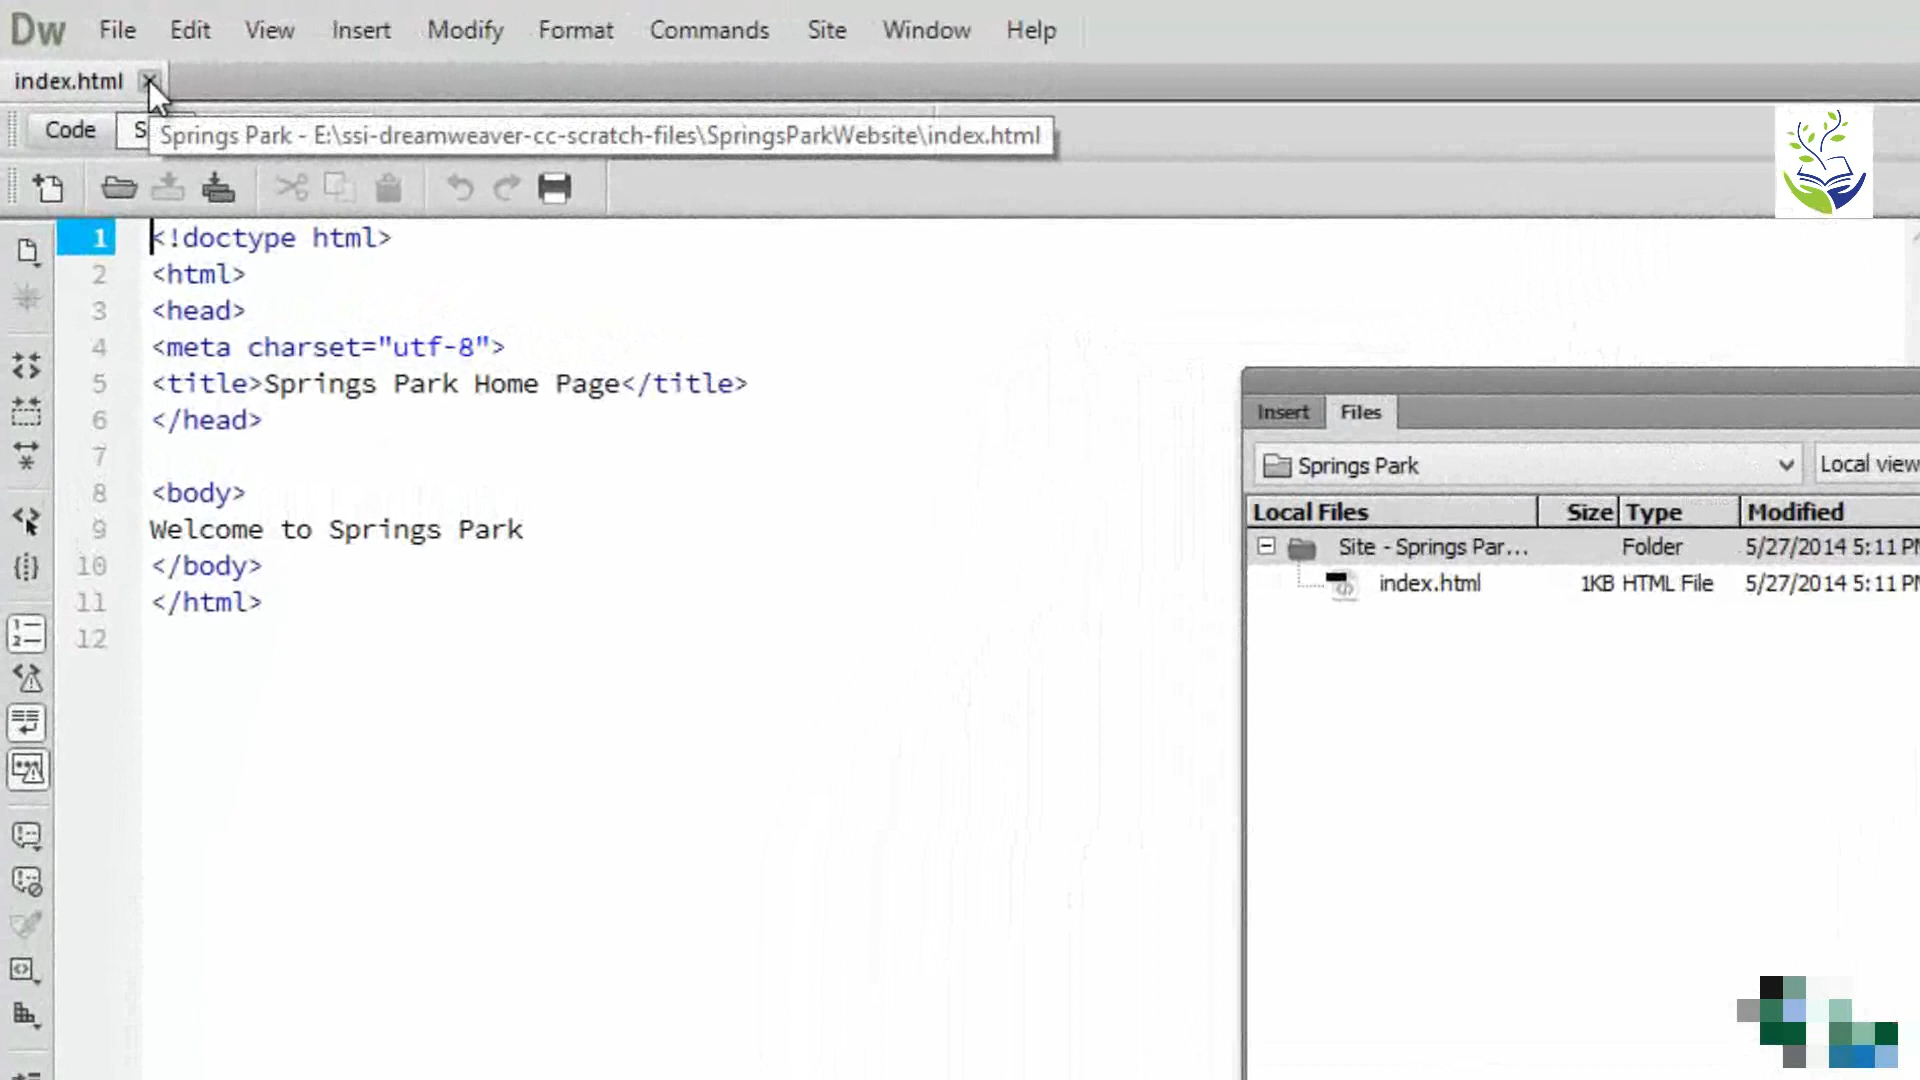 Dw File Edit View Insert Modify Format Commands Site Window Help
index.html
Code S
Springs Park - E:\ssi-dreamweaver-cc-scratch-files\SpringsParkWebsite\index.html
1 <!doctype html>
2 <html>
3 <head>
4 <meta charset="utf-8">
5 <title>Springs Park Home Page</title>
6 </head>
7
8 <body>
9 Welcome to Springs Park
10 </body>
11 </html>
12
Insert Files
Springs Park Local view
Local Files Size Type Modified
Site - Springs Par... Folder 5/27/2014 5:11 PM
index.html 1KB HTML File 5/27/2014 5:11 PM